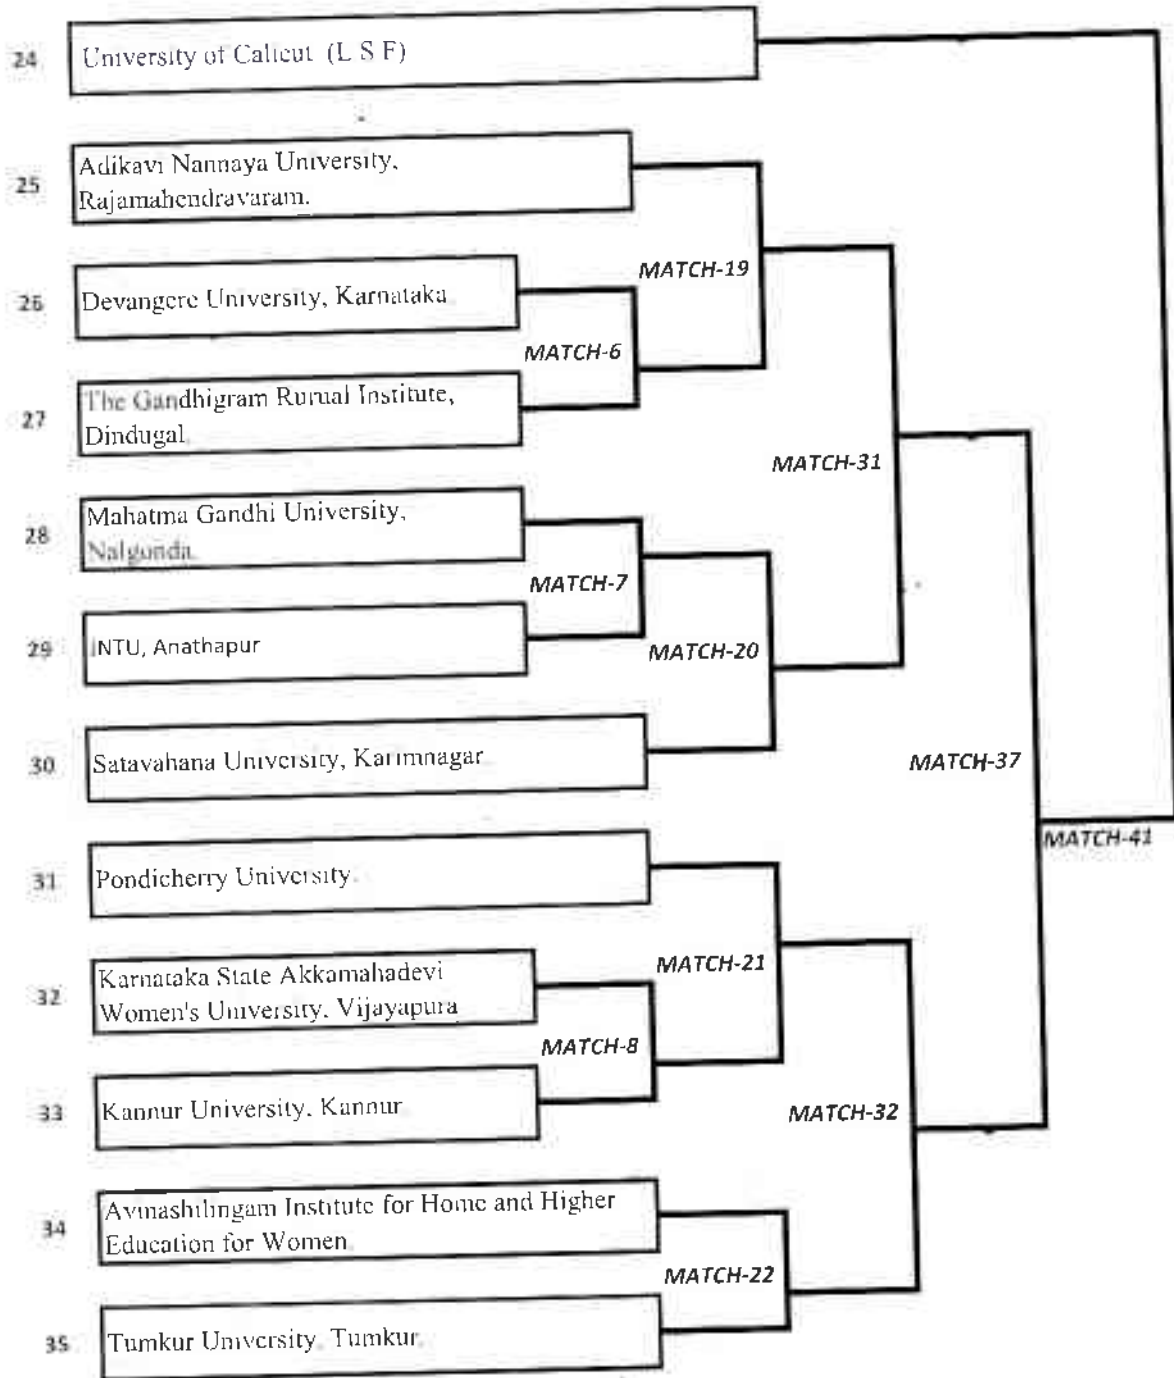 24
University of Calicut (L S F)
25
Adikavi Nannaya University,
Rajamahendravaram.
MATCH-19
26
Devangere University, Karnataka
MATCH-6
27
The Gandhigram Rurual Institute,
Dindugal.
MATCH-31
28
Mahatma Gandhi University,
Nalgonda.
MATCH-7
29
JNTU, Anathapur
MATCH-20
30
Satavahana University, Karimnagar
MATCH-37
MATCH-41
31
Pondicherry University.
MATCH-21
32
Karnataka State Akkamahadevi
Women's University, Vijayapura
MATCH-8
33
Kannur University, Kannur.
MATCH-32
34
Avinashilingam Institute for Home and Higher
Education for Women.
MATCH-22
35
Tumkur University, Tumkur.